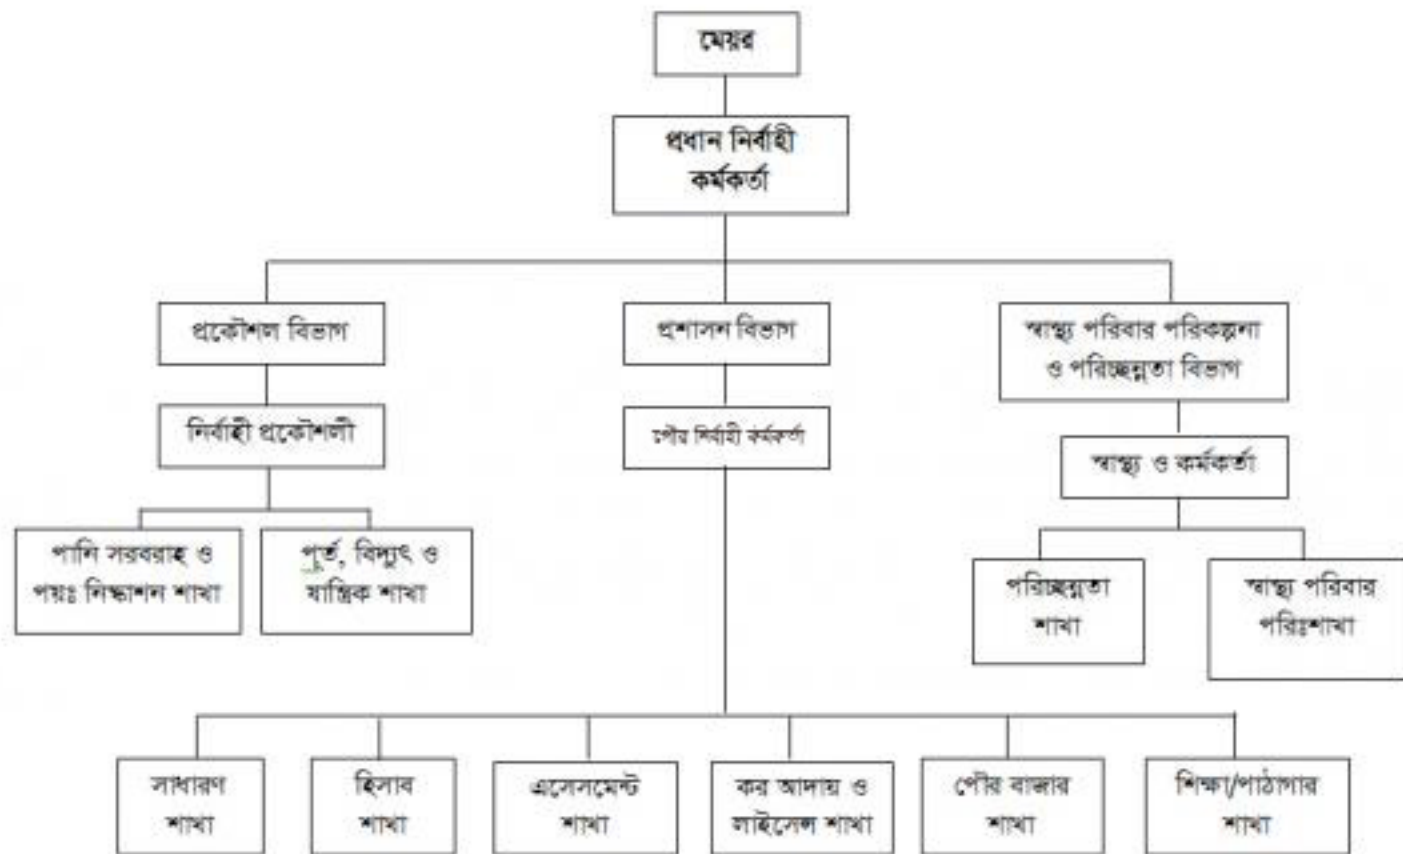 মেয়র
প্রধান নির্বাহী
কর্মকর্তা
প্রকৌশল বিভাগ
প্রশাসন বিভাগ
স্বাস্থ্য পরিবার পরিকল্পনা
ও পরিচ্ছন্নতা বিভাগ
নির্বাহী প্রকৌশলী
পৌর নির্বাহী কর্মকর্তা
স্বাস্থ্য ও কর্মকর্তা
পানি সরবরাহ ও
পয়ঃ নিষ্কাশন শাখা
পূর্ত, বিদ্যুৎ ও
যান্ত্রিক শাখা
পরিচ্ছন্নতা
শাখা
স্বাস্থ্য পরিবার
পরিঃশাখা
সাধারণ
শাখা
হিসাব
শাখা
এসেসমেন্ট
শাখা
কর আদায় ও
লাইসেন্স শাখা
পৌর বাজার
শাখা
শিক্ষা/পাঠাগার
শাখা